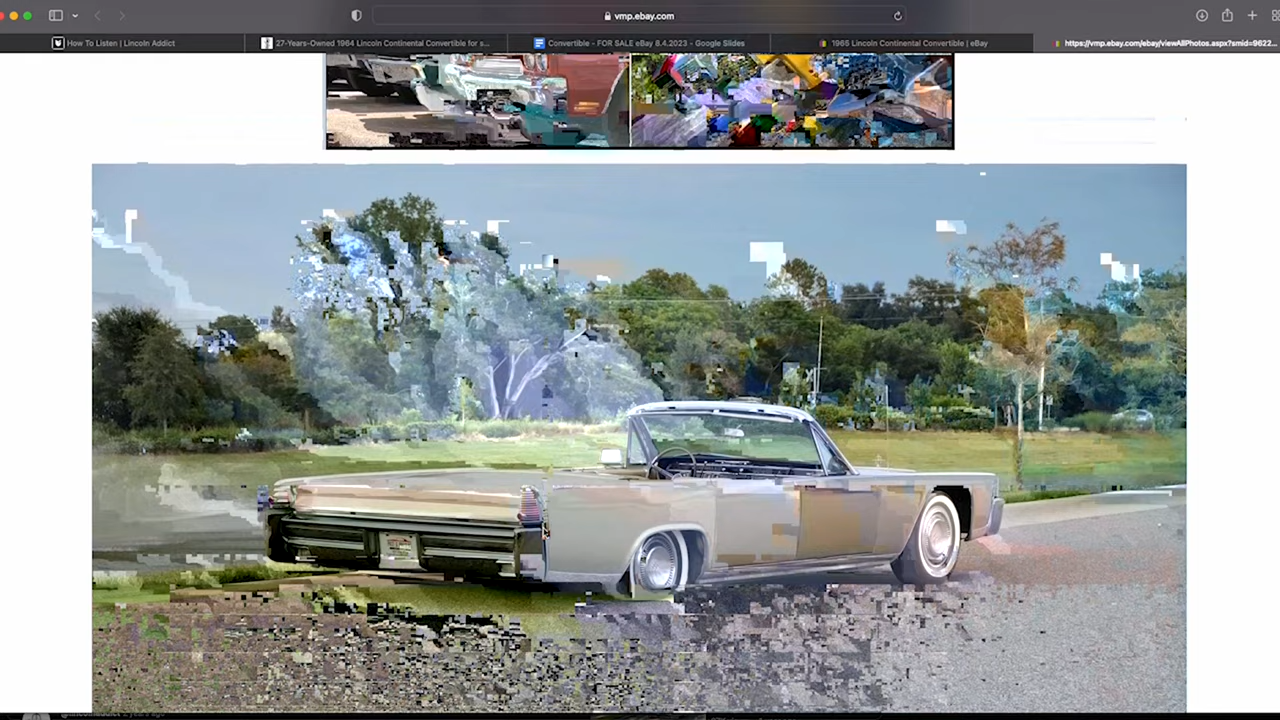 vmp.ebay.com
How To Listen | Lincoln Addict
27-Years-Owned 1964 Lincoln Continental Convertible for s...
Convertible - FOR SALE eBay 8.4.2023 - Google Slides
1965 Lincoln Continental Convertible | eBay
https://vmp.ebay.com/ebay/viewAllPhotos.aspx?smid=9622...